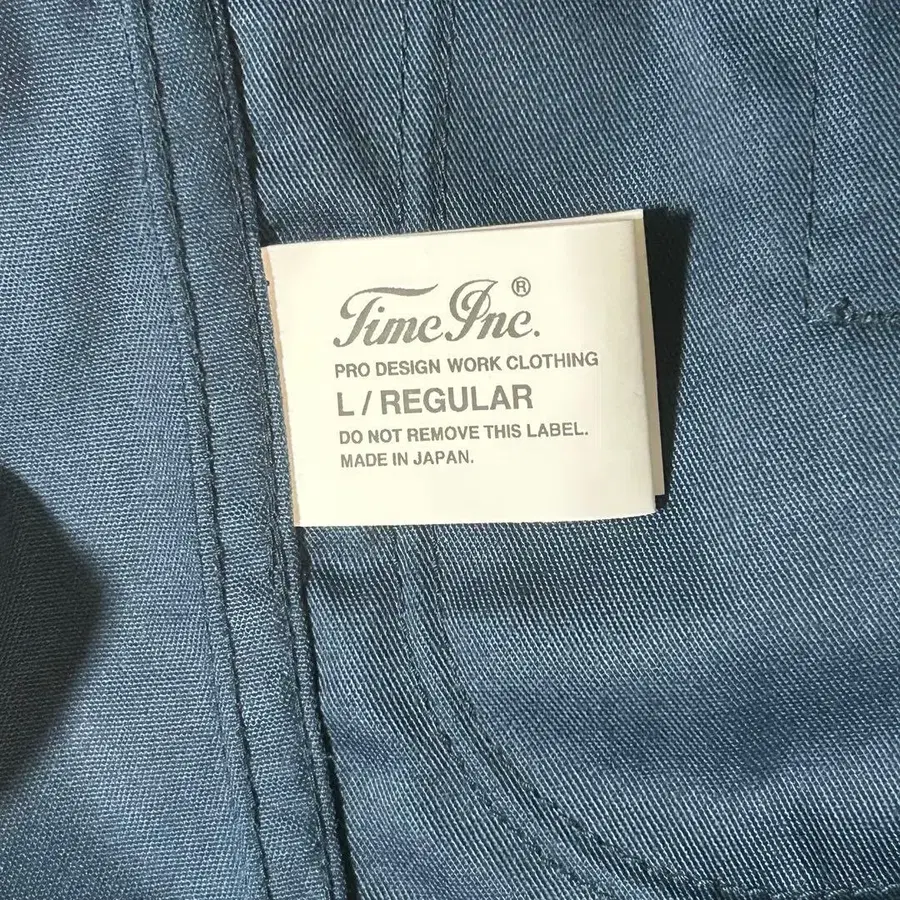 Time Inc.®
PRO DESIGN WORK CLOTHING
L / REGULAR
DO NOT REMOVE THIS LABEL.
MADE IN JAPAN.